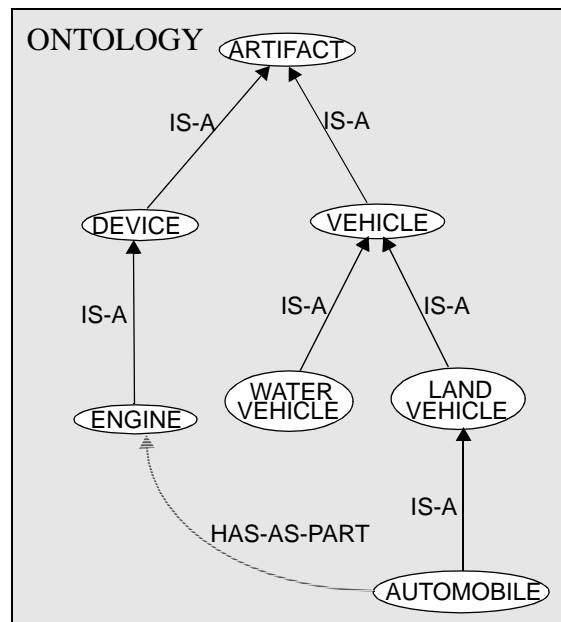 ONTOLOGY
ARTIFACT
IS-A
IS-A
DEVICE
VEHICLE
IS-A
IS-A
IS-A
WATER
VEHICLE
LAND
VEHICLE
ENGINE
IS-A
HAS-AS-PART
AUTOMOBILE